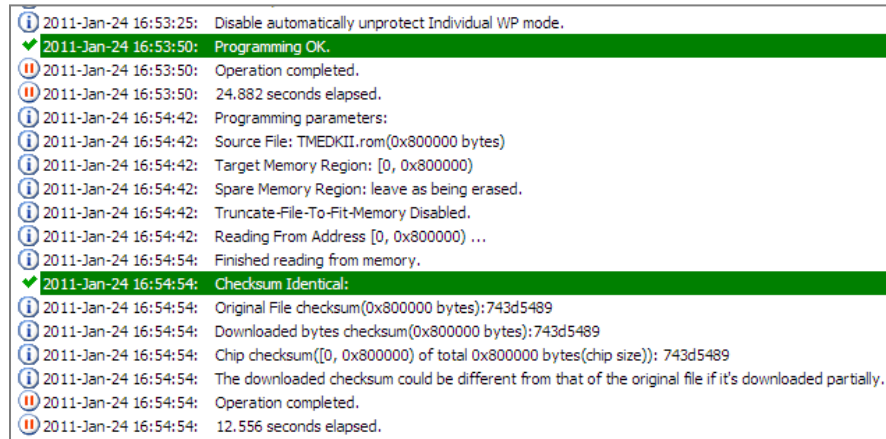 2011-Jan-24 16:53:25: Disable automatically unprotect Individual WP mode.
2011-Jan-24 16:53:50: Programming OK.
2011-Jan-24 16:53:50: Operation completed.
2011-Jan-24 16:53:50: 24.882 seconds elapsed.
2011-Jan-24 16:54:42: Programming parameters:
2011-Jan-24 16:54:42: Source File: TMEDKII.rom(0x800000 bytes)
2011-Jan-24 16:54:42: Target Memory Region: [0, 0x800000)
2011-Jan-24 16:54:42: Spare Memory Region: leave as being erased.
2011-Jan-24 16:54:42: Truncate-File-To-Fit-Memory Disabled.
2011-Jan-24 16:54:42: Reading From Address [0, 0x800000) ...
2011-Jan-24 16:54:54: Finished reading from memory.
2011-Jan-24 16:54:54: Checksum Identical:
2011-Jan-24 16:54:54: Original File checksum(0x800000 bytes):743d5489
2011-Jan-24 16:54:54: Downloaded bytes checksum(0x800000 bytes):743d5489
2011-Jan-24 16:54:54: Chip checksum([0, 0x800000) of total 0x800000 bytes(chip size)): 743d5489
2011-Jan-24 16:54:54: The downloaded checksum could be different from that of the original file if it's downloaded partially.
2011-Jan-24 16:54:54: Operation completed.
2011-Jan-24 16:54:54: 12.556 seconds elapsed.